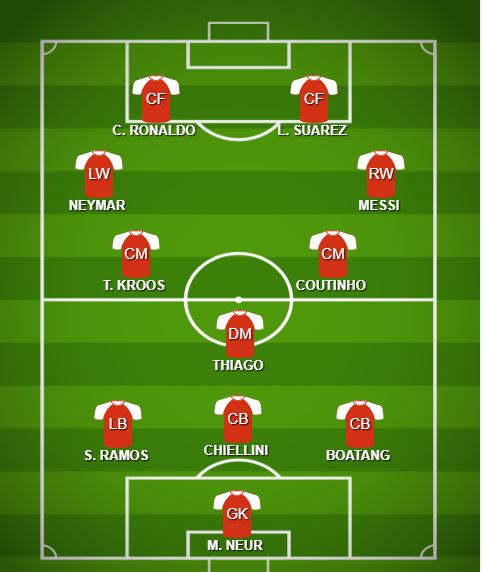 CF
CF
C. RONALDO
L. SUAREZ
LW
RW
NEYMAR
MESSI
CM
CM
T. KROOS
COUTINHO
DM
THIAGO
LB
CB
CB
S. RAMOS
CHIELLINI
BOATANG
GK
M. NEUR